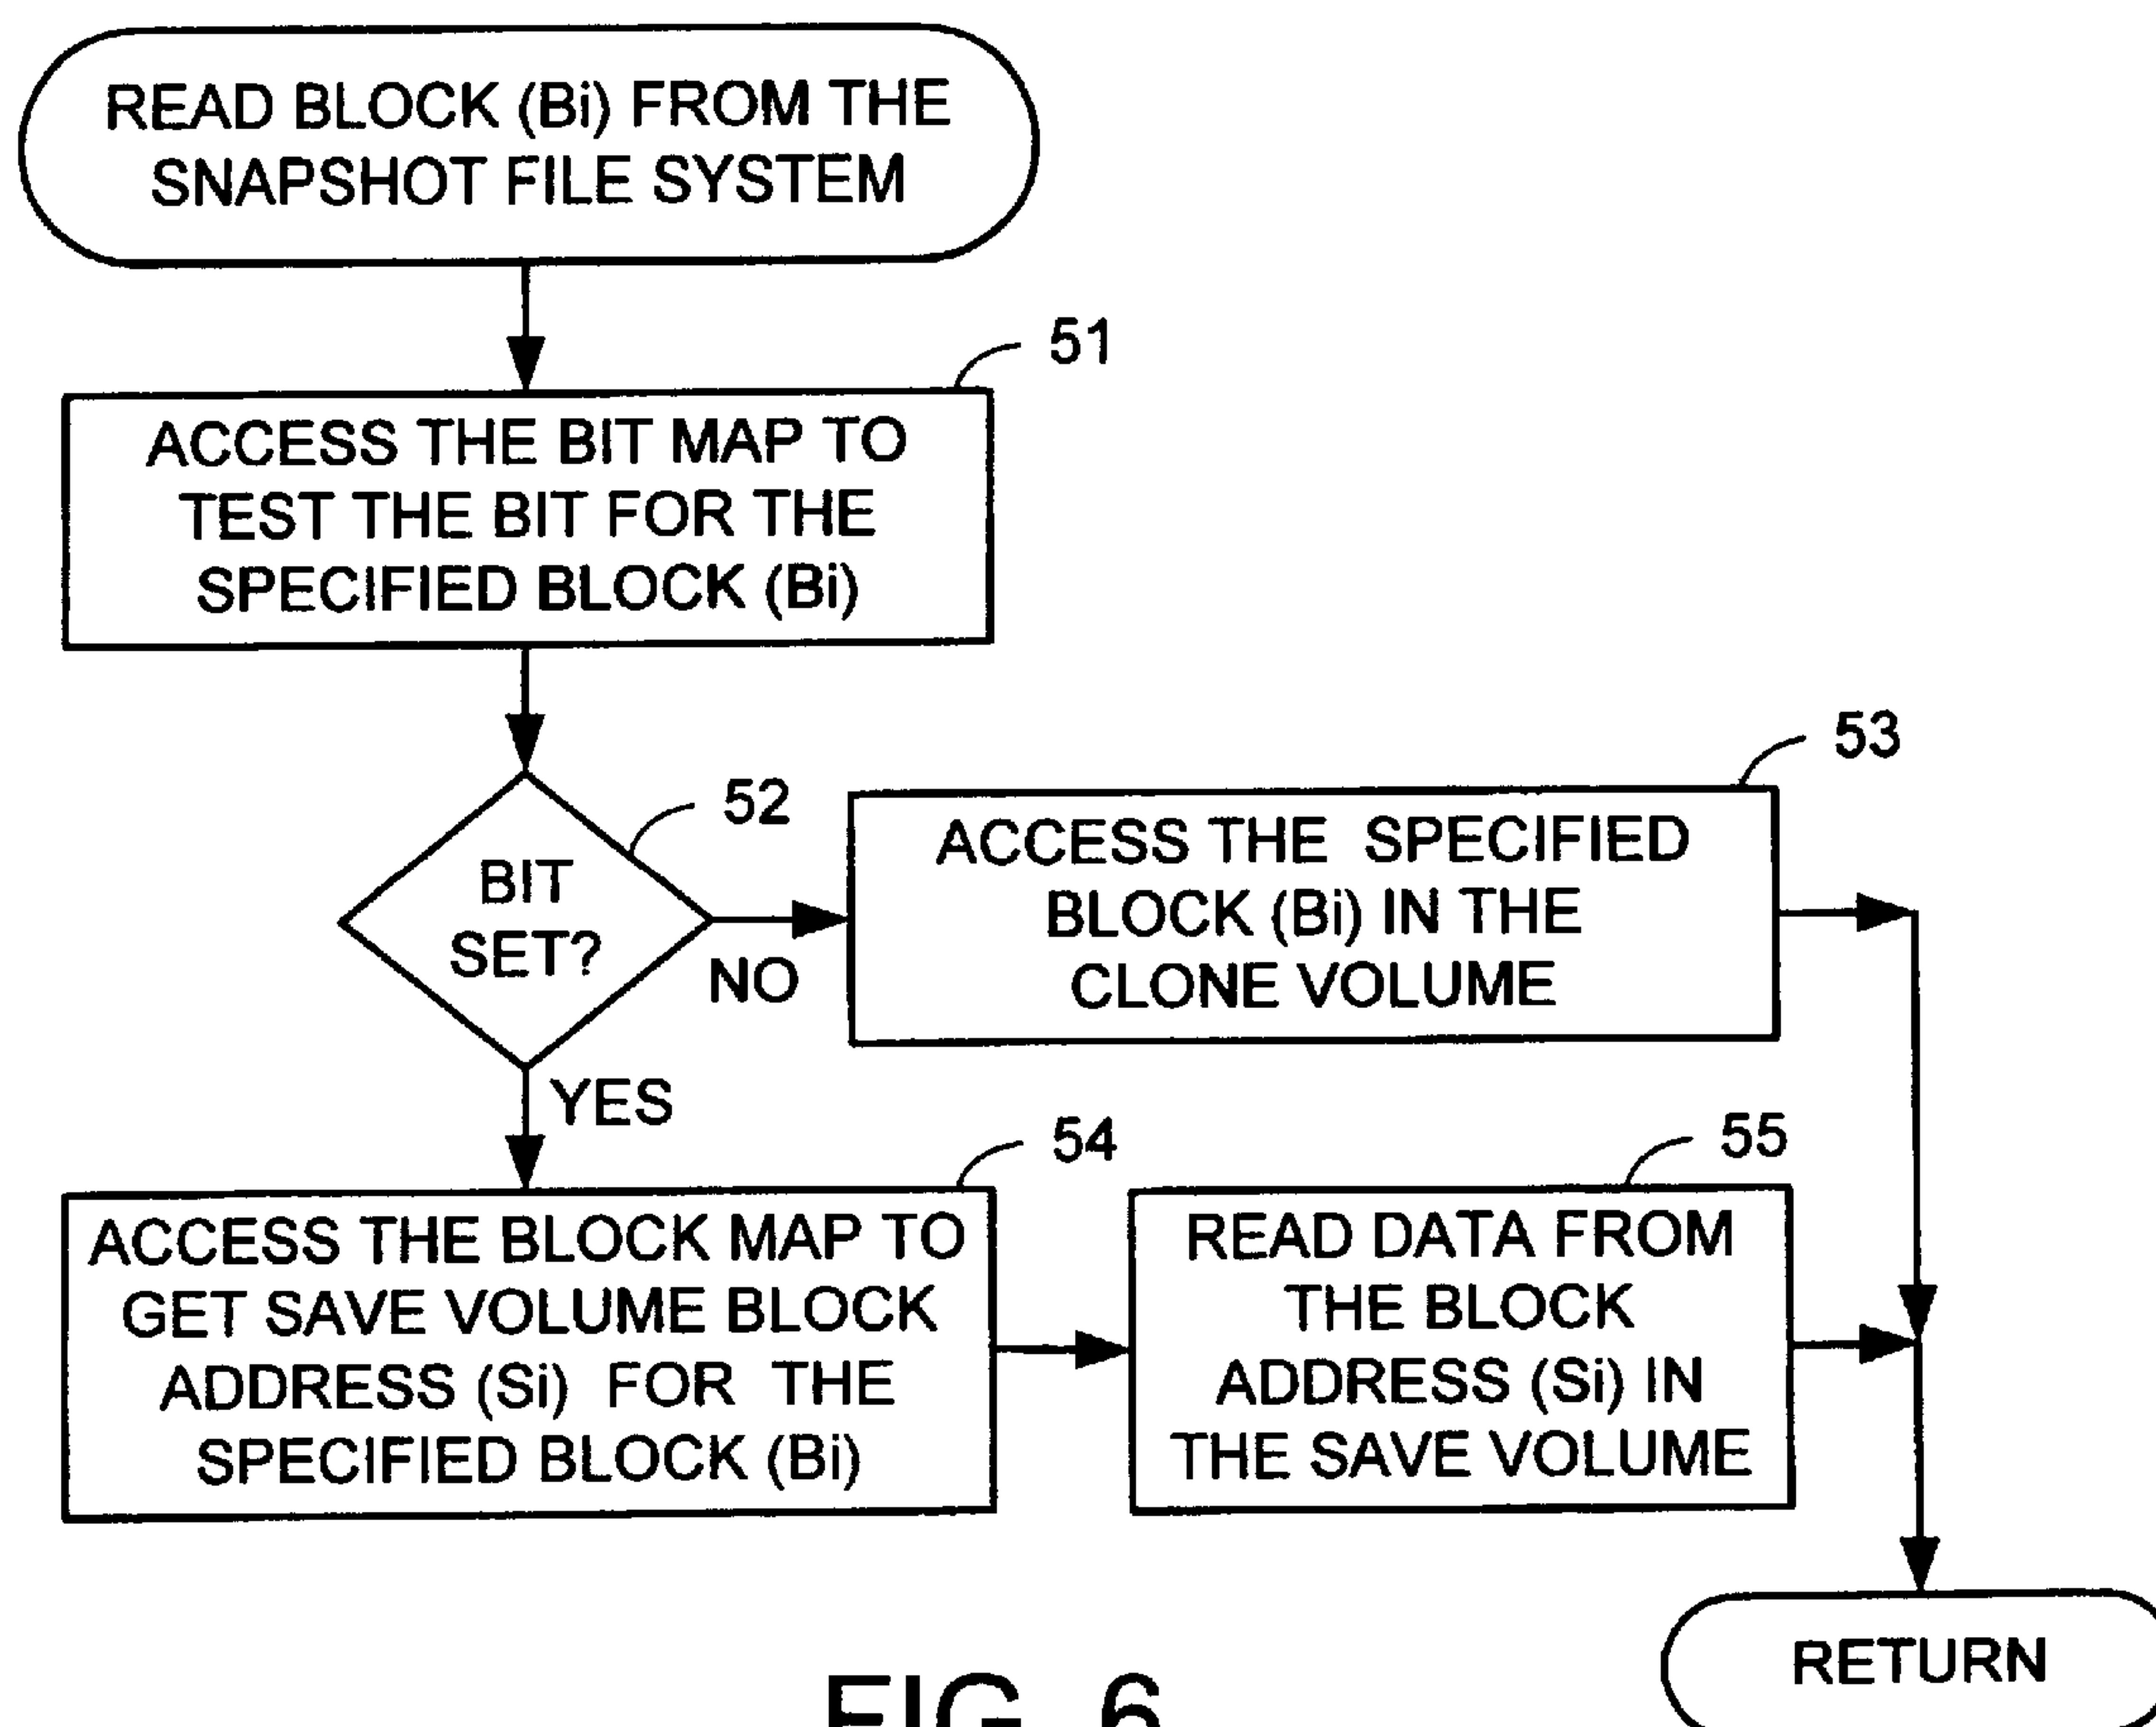 READ BLOCK (Bi) FROM THE
SNAPSHOT FILE SYSTEM
51
ACCESS THE BIT MAP TO
TEST THE BIT FOR THE
SPECIFIED BLOCK (Bi)
52
BIT
SET?
NO
YES
53
ACCESS THE SPECIFIED
BLOCK (Bi) IN THE
CLONE VOLUME
54
ACCESS THE BLOCK MAP TO
GET SAVE VOLUME BLOCK
ADDRESS (Si) FOR THE
SPECIFIED BLOCK (Bi)
55
READ DATA FROM
THE BLOCK
ADDRESS (Si) IN
THE SAVE VOLUME
RETURN
FIG. 6